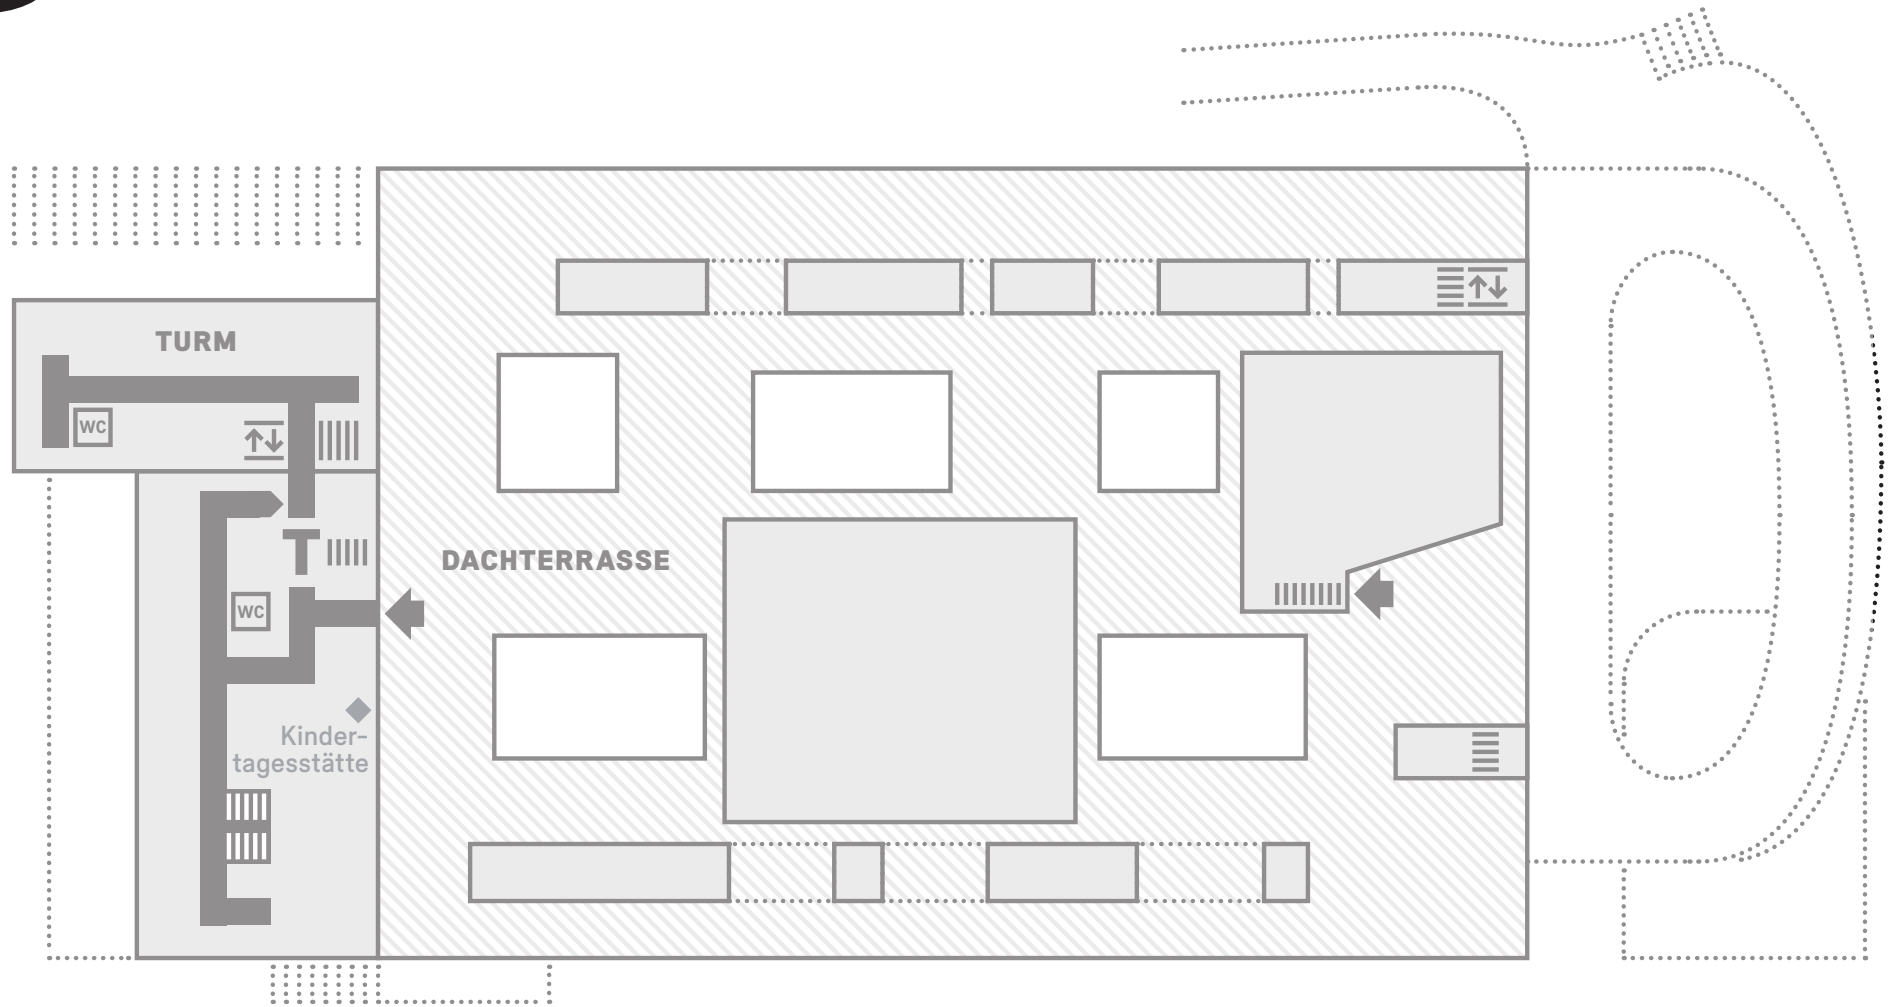 TURM
WC
DACHTERRASSE
WC
Kinder-
tagesstätte